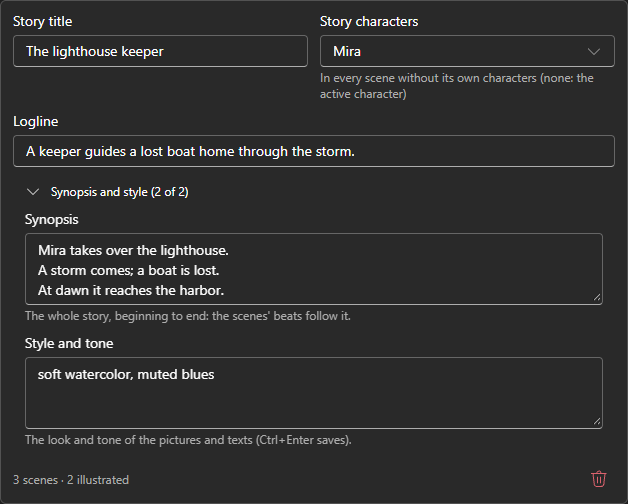 Story title
Story characters
The lighthouse keeper
Mira
In every scene without its own characters (none: the
active character)
Logline
A keeper guides a lost boat home through the storm.
Synopsis and style (2 of 2)
Synopsis
Mira takes over the lighthouse.
A storm comes; a boat is lost.
At dawn it reaches the harbor.
The whole story, beginning to end: the scenes' beats follow it.
Style and tone
soft watercolor, muted blues
The look and tone of the pictures and texts (Ctrl+Enter saves).
3 scenes · 2 illustrated